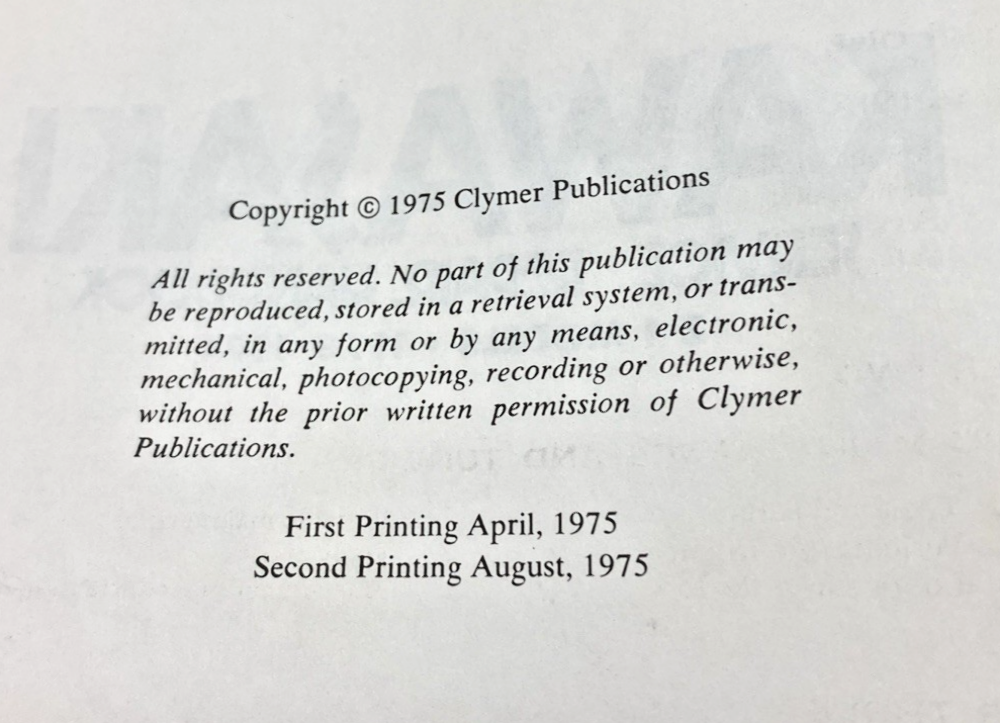 Copyright © 1975 Clymer Publications
All rights reserved. No part of this publication may
be reproduced, stored in a retrieval system, or trans-
mitted, in any form or by any means, electronic,
mechanical, photocopying, recording or otherwise,
without the prior written permission of Clymer
Publications.
First Printing April, 1975
Second Printing August, 1975